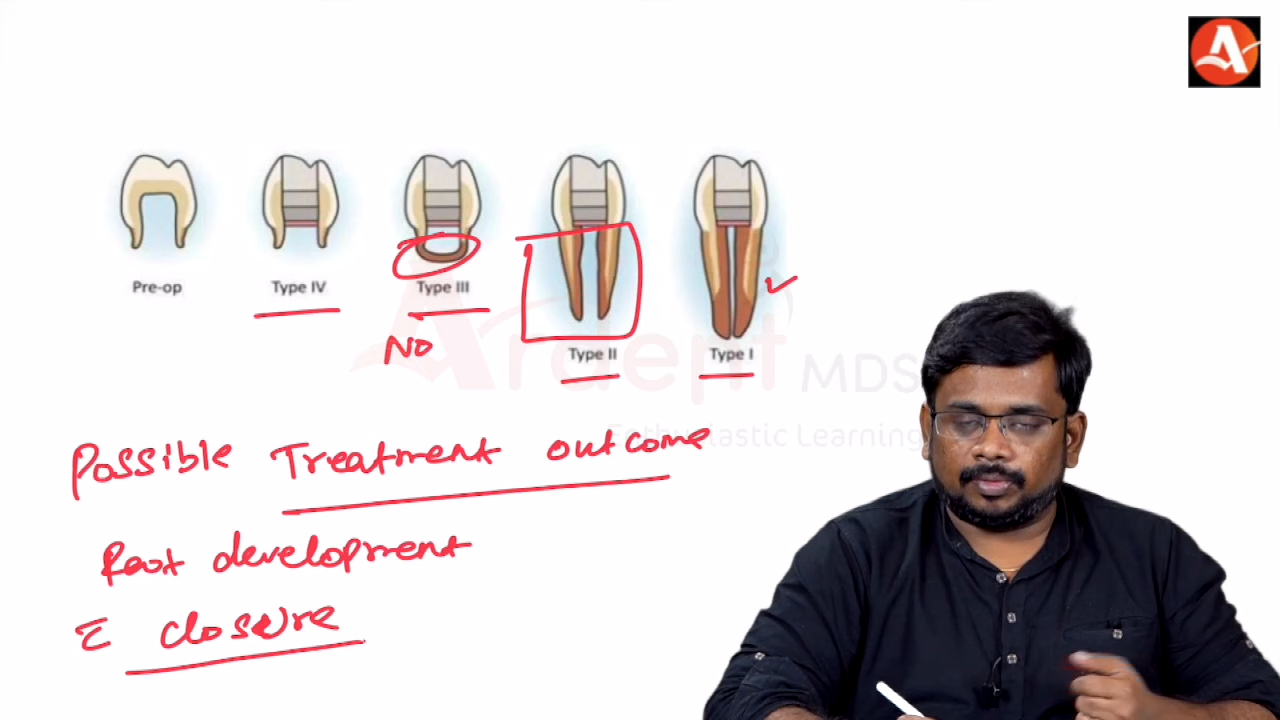 Pre-op
Type IV
Type III
Type II
Type I
NO
Ardent MDS
Enthusiastic Learning
Possible Treatment outcome
Root development
closure